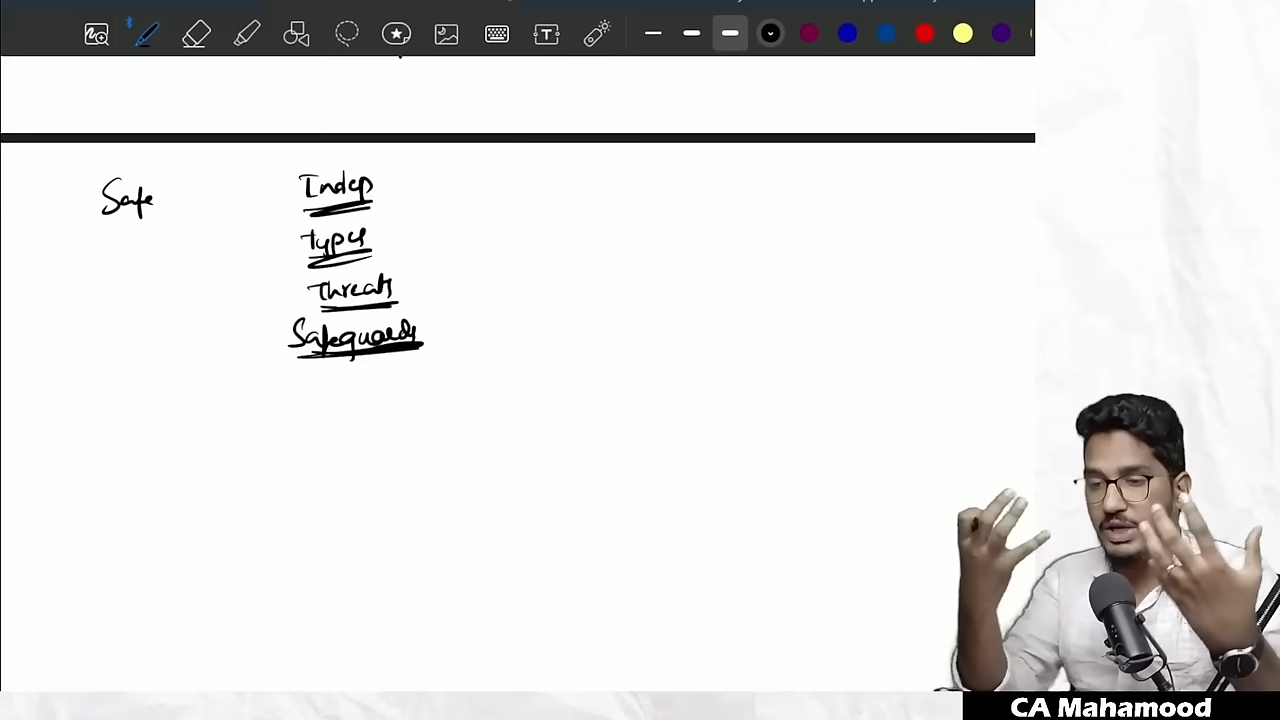 Safe
Indep
Types
Threats
Safeguards
CA Mahamood